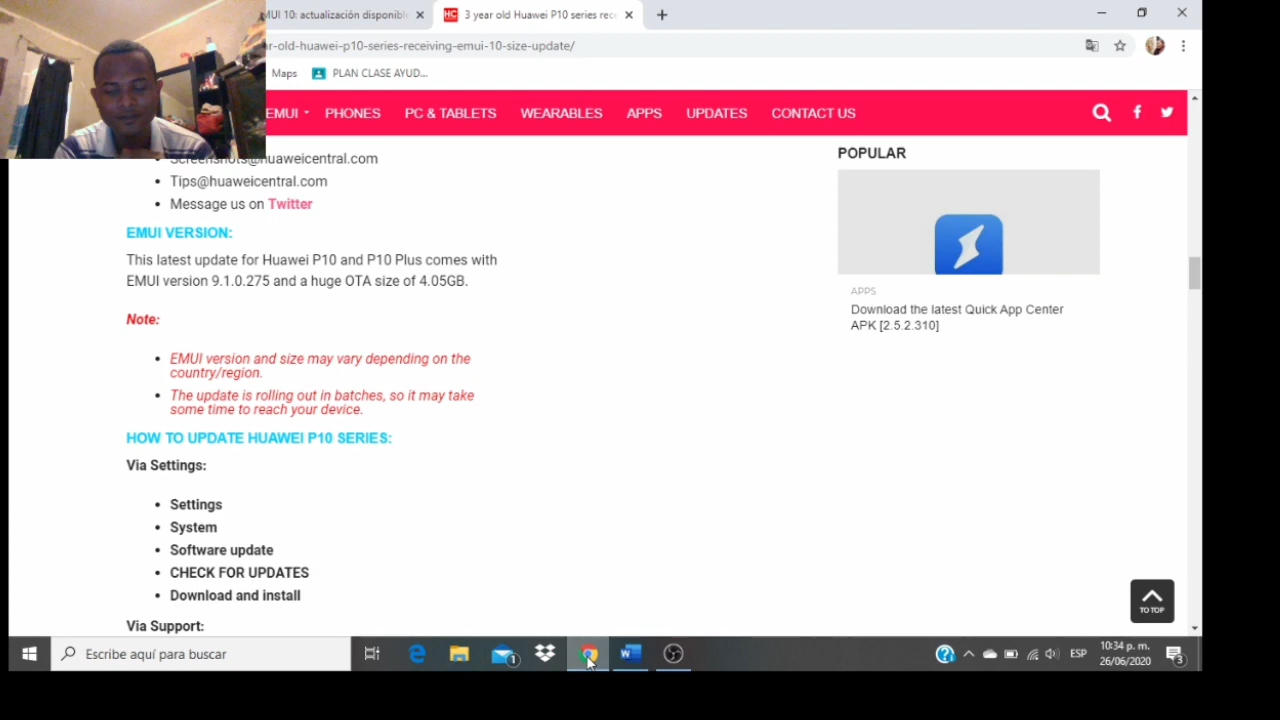 MUI 10: actualización disponible
HC 3 year old Huawei P10 series rece
r-old-huawei-p10-series-receiving-emui-10-size-update/
Maps PLAN CLASE AYUD...
EMUI PHONES PC & TABLETS WEARABLES APPS UPDATES CONTACT US
Screenshots@huaweicentral.com
Tips@huaweicentral.com
Message us on Twitter
EMUI VERSION:
This latest update for Huawei P10 and P10 Plus comes with
EMUI version 9.1.0.275 and a huge OTA size of 4.05GB.
Note:
EMUI version and size may vary depending on the
country/region.
The update is rolling out in batches, so it may take
some time to reach your device.
HOW TO UPDATE HUAWEI P10 SERIES:
Via Settings:
Settings
System
Software update
CHECK FOR UPDATES
Download and install
Via Support:
POPULAR
APPS
Download the latest Quick App Center
APK [2.5.2.310]
TO TOP
Escribe aquí para buscar
1
ESP
10:34 p. m.
26/06/2020
3